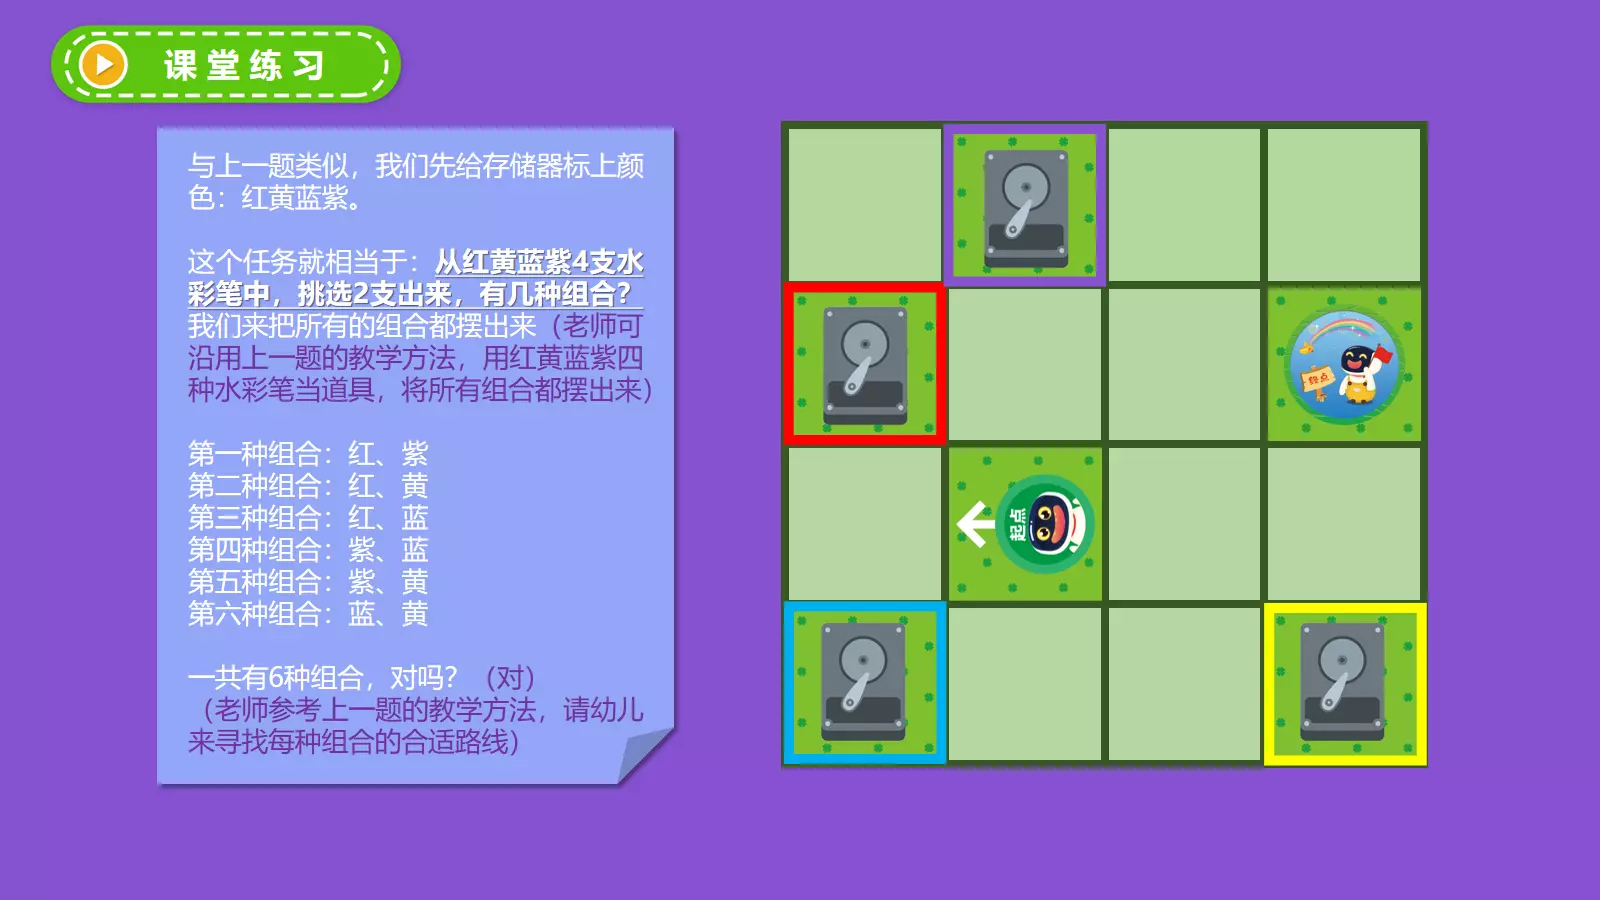 课堂练习
与上一题类似，我们先给存储器标上颜
色：红黄蓝紫。
这个任务就相当于：从红黄蓝紫4支水
彩笔中，挑选2支出来，有几种组合？
我们来把所有的组合都摆出来（老师可
沿用上一题的教学方法，用红黄蓝紫四
种水彩笔当道具，将所有组合都摆出来）
第一种组合：红、紫
第二种组合：红、黄
第三种组合：红、蓝
第四种组合：紫、蓝
第五种组合：紫、黄
第六种组合：蓝、黄
一共有6种组合，对吗？（对）
（老师参考上一题的教学方法，请幼儿
来寻找每种组合的合适路线）
终点
起点